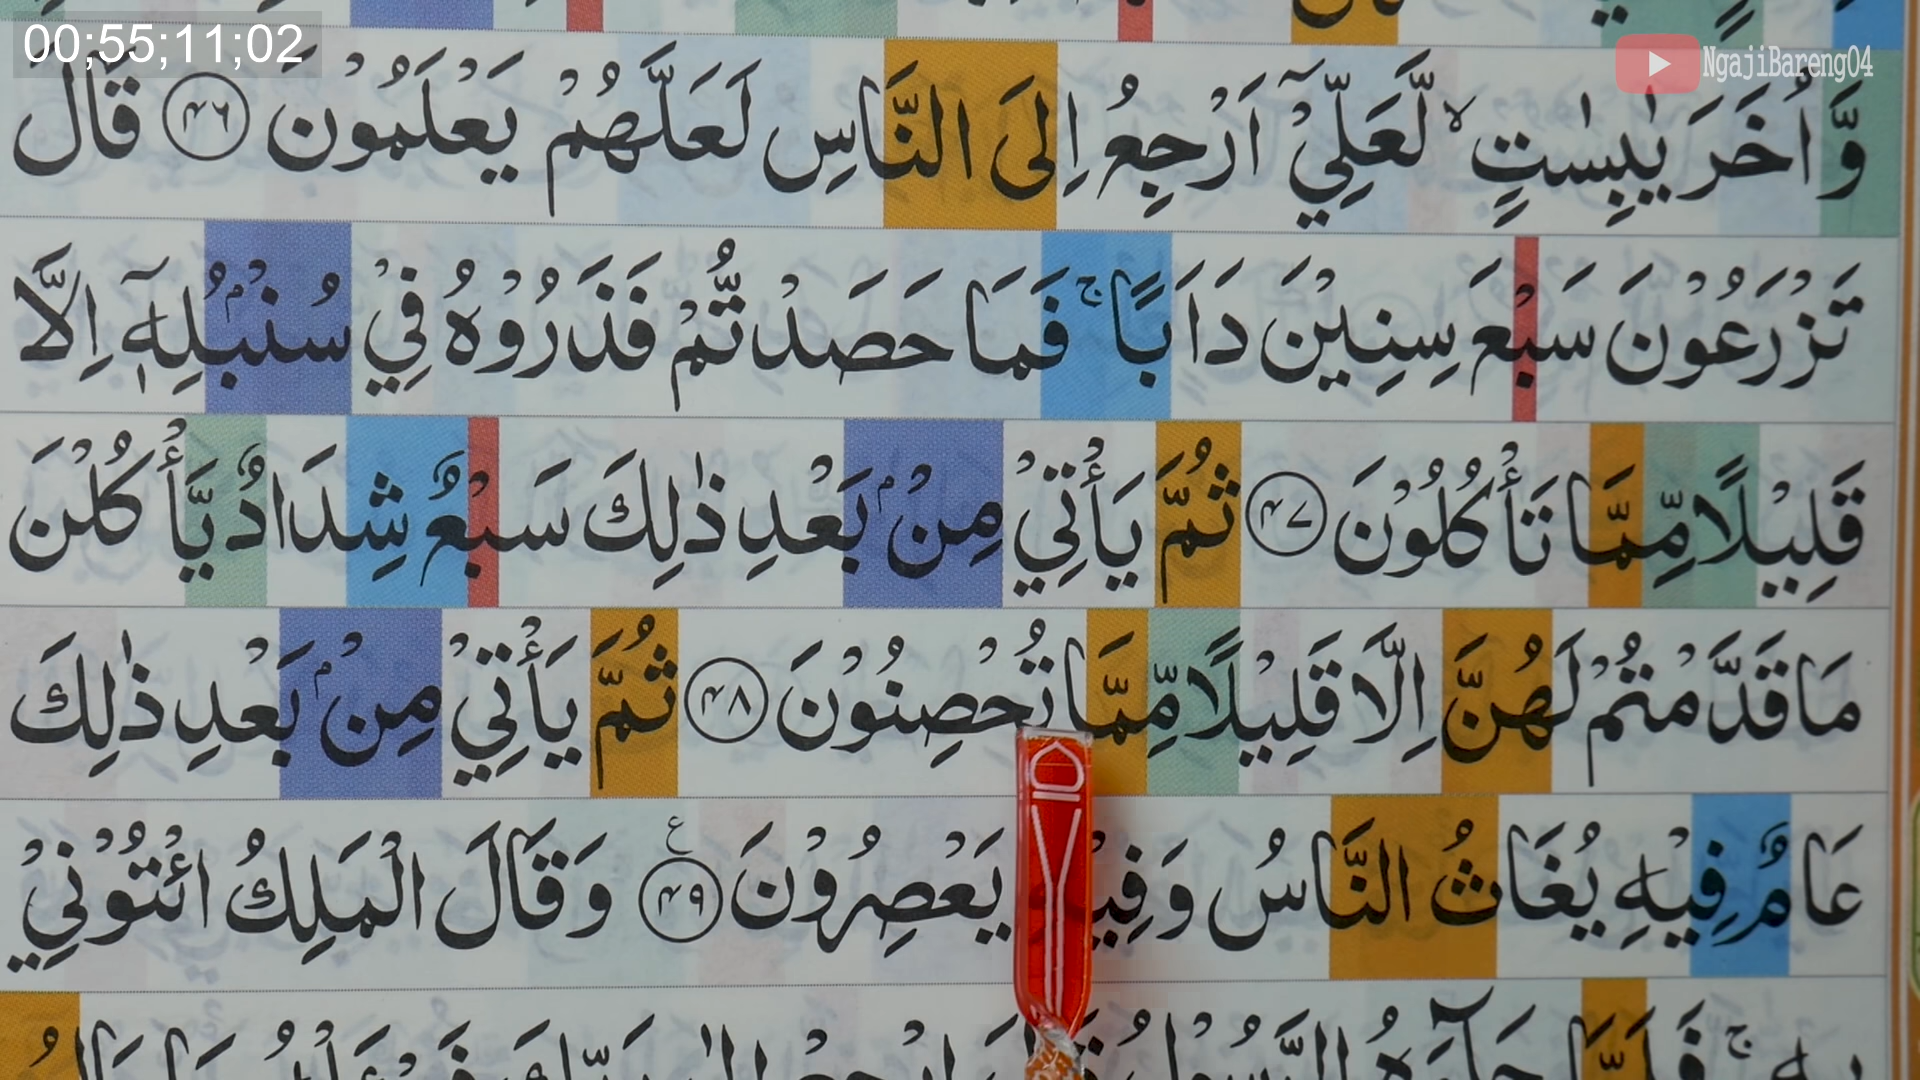 00;55;11;02
NgajiBareng04
وَّاُخَرَ يٰبِسٰتٍۙ لَّعَلِّيْٓ اَرْجِعُ اِلَى النَّاسِ لَعَلَّهُمْ يَعْلَمُوْنَ ٤٦ قَالَ
تَزْرَعُوْنَ سَبْعَ سِنِيْنَ دَاَبًاۚ فَمَا حَصَدْتُّمْ فَذَرُوْهُ فِيْ سُنْۢبُلِهٖٓ اِلَّا
قَلِيْلًا مِّمَّا تَأْكُلُوْنَ ٤٧ ثُمَّ يَأْتِيْ مِنْۢ بَعْدِ ذٰلِكَ سَبْعٌ شِدَادٌ يَّأْكُلْنَ
مَا قَدَّمْتُمْ لَهُنَّ اِلَّا قَلِيْلًا مِّمَّا تُحْصِنُوْنَ ٤٨ ثُمَّ يَأْتِيْ مِنْۢ بَعْدِ ذٰلِكَ
عَامٌ فِيْهِ يُغَاثُ النَّاسُ يَعْصِرُوْنَ ٤٩ ع وَقَالَ الْمَلِكُ ائْتُوْنِيْ